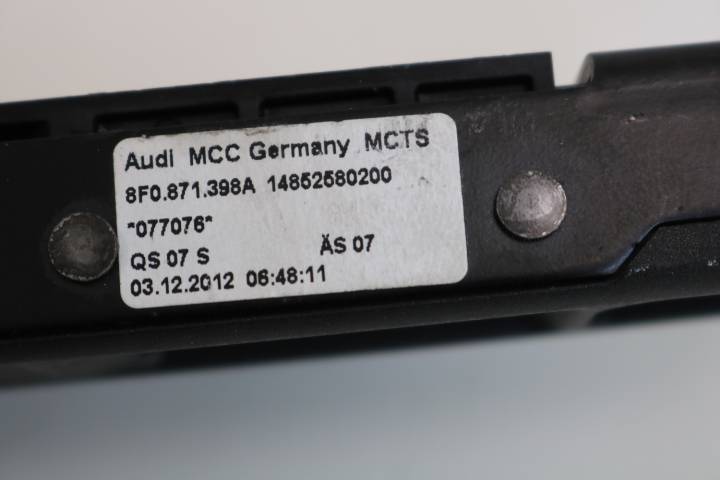 Audi MCC Germany MCTS
8F0.871.398A 14852580200
*077076*
QS 07 S ÄS 07
03.12.2012 06:48:11